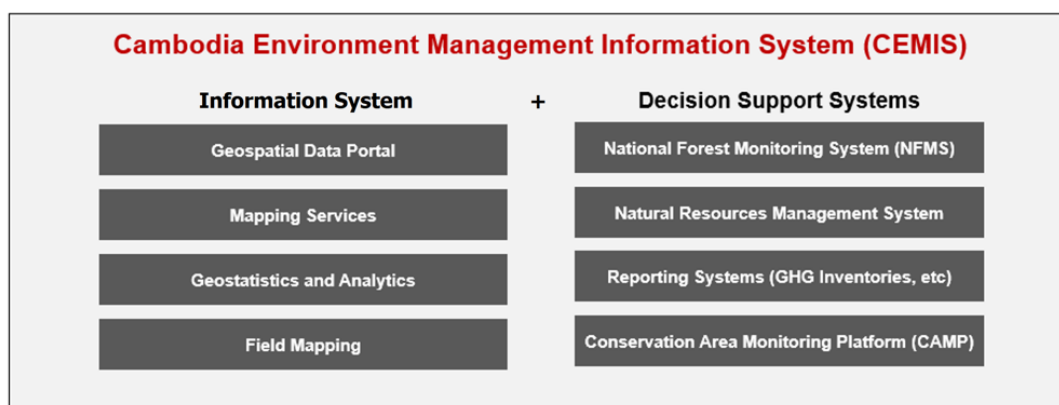 Cambodia Environment Management Information System (CEMIS)
Information System + Decision Support Systems
Geospatial Data Portal
Mapping Services
Geostatistics and Analytics
Field Mapping
National Forest Monitoring System (NFMS)
Natural Resources Management System
Reporting Systems (GHG Inventories, etc)
Conservation Area Monitoring Platform (CAMP)